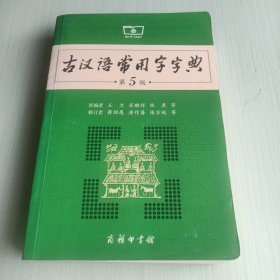 古汉语常用字字典
第5版
原编者 王力 岑麒祥 林焘 等
修订者 蒋绍愚 唐作藩 张万起 等
商务印书馆